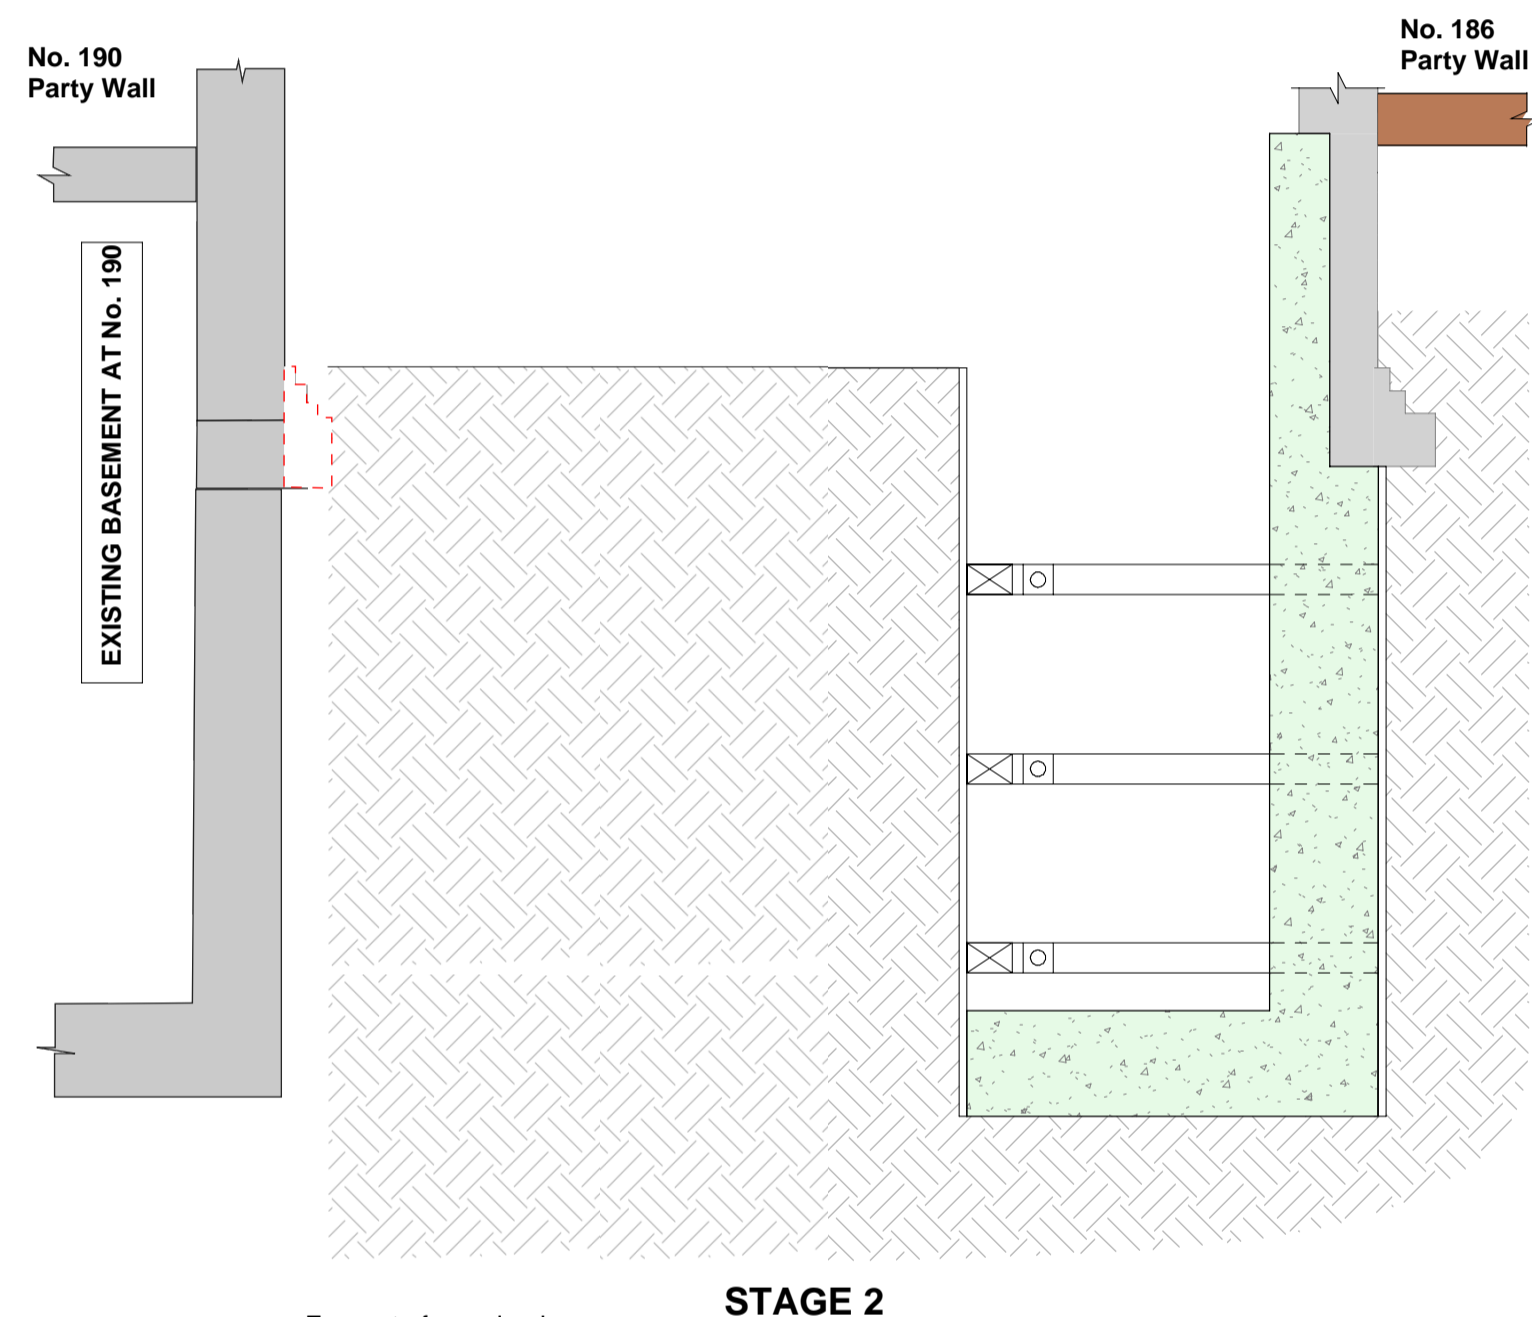 No. 190
Party Wall
No. 186
Party Wall
EXISTING BASEMENT AT No. 190
STAGE 2